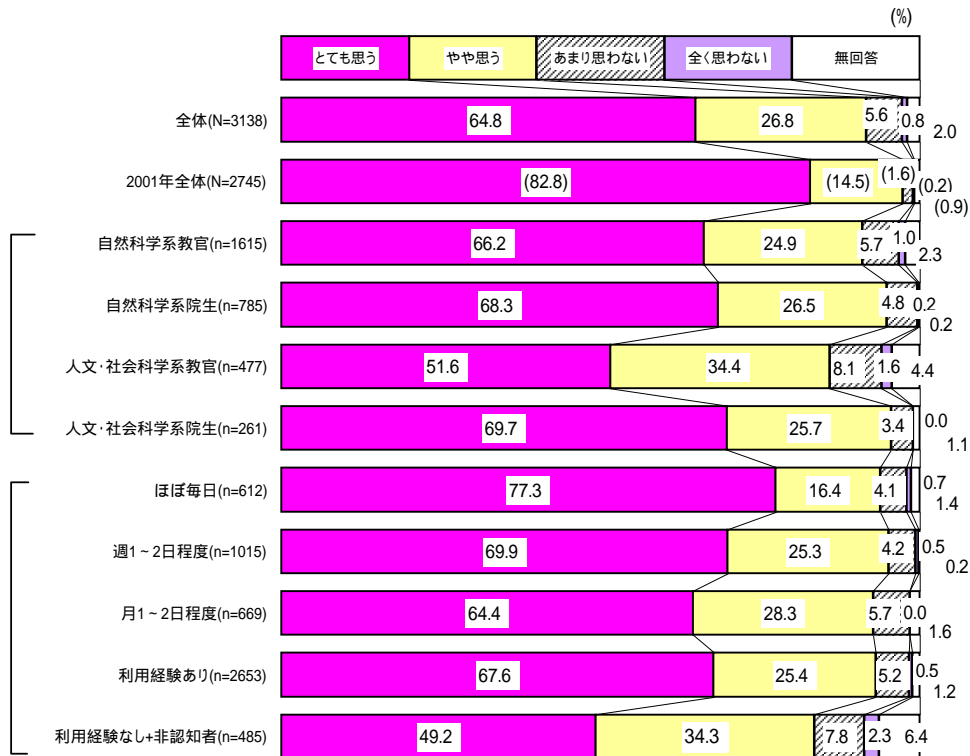 (%)
とても思う やや思う あまり思わない 全く思わない 無回答
全体(N=3138) 64.8 26.8 5.6 0.8 2.0
2001年全体(N=2745) (82.8) (14.5) (1.6) (0.2) (0.9)
自然科学系教官(n=1615) 66.2 24.9 5.7 1.0 2.3
自然科学系院生(n=785) 68.3 26.5 4.8 0.2 0.2
人文・社会科学系教官(n=477) 51.6 34.4 8.1 1.6 4.4
人文・社会科学系院生(n=261) 69.7 25.7 3.4 0.0 1.1
ほぼ毎日(n=612) 77.3 16.4 4.1 0.7 1.4
週1~2日程度(n=1015) 69.9 25.3 4.2 0.5 0.2
月1~2日程度(n=669) 64.4 28.3 5.7 0.0 1.6
利用経験あり(n=2653) 67.6 25.4 5.2 0.5 1.2
利用経験なし+非認知者(n=485) 49.2 34.3 7.8 2.3 6.4